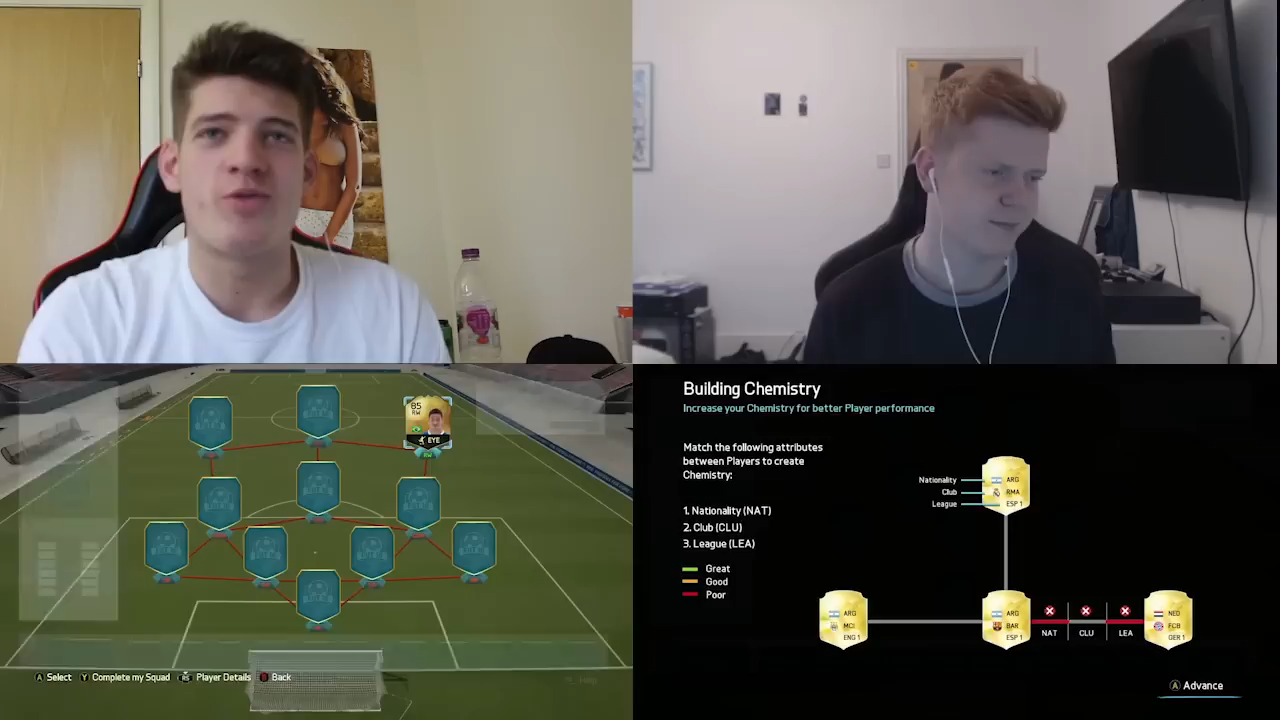 85
RW
EYE
RW
A Select Y Complete my Squad RS Player Details B Back
Building Chemistry
Increase your Chemistry for better Player performance
Match the following attributes
between Players to create
Chemistry:
1. Nationality (NAT)
2. Club (CLU)
3. League (LEA)
Great
Good
Poor
Nationality ARG
Club RMA
League ESP 1
ARG
MCI
ENG 1
ARG
BAR
ESP 1
NAT CLU LEA
NED
FCB
GER 1
A Advance